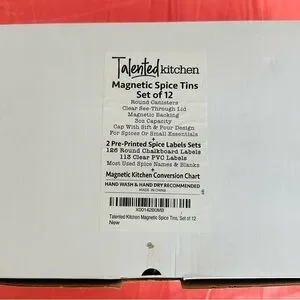 Talented kitchen
Magnetic Spice Tins
Set of 12
Round Canisters
Clear See-Through Lid
Magnetic Backing
3oz Capacity
Cap With Sift & Pour Design
For Spices Or Small Essentials
+
2 Pre-Printed Spice Labels Sets
126 Round Chalkboard Labels
113 Clear PVC Labels
Most Used Spice Names & Blanks
+
Magnetic Kitchen Conversion Chart
HAND WASH & HAND DRY RECOMMENDED
MADE IN CHINA
Talented Kitchen Magnetic Spice Tins, Set of 12
New